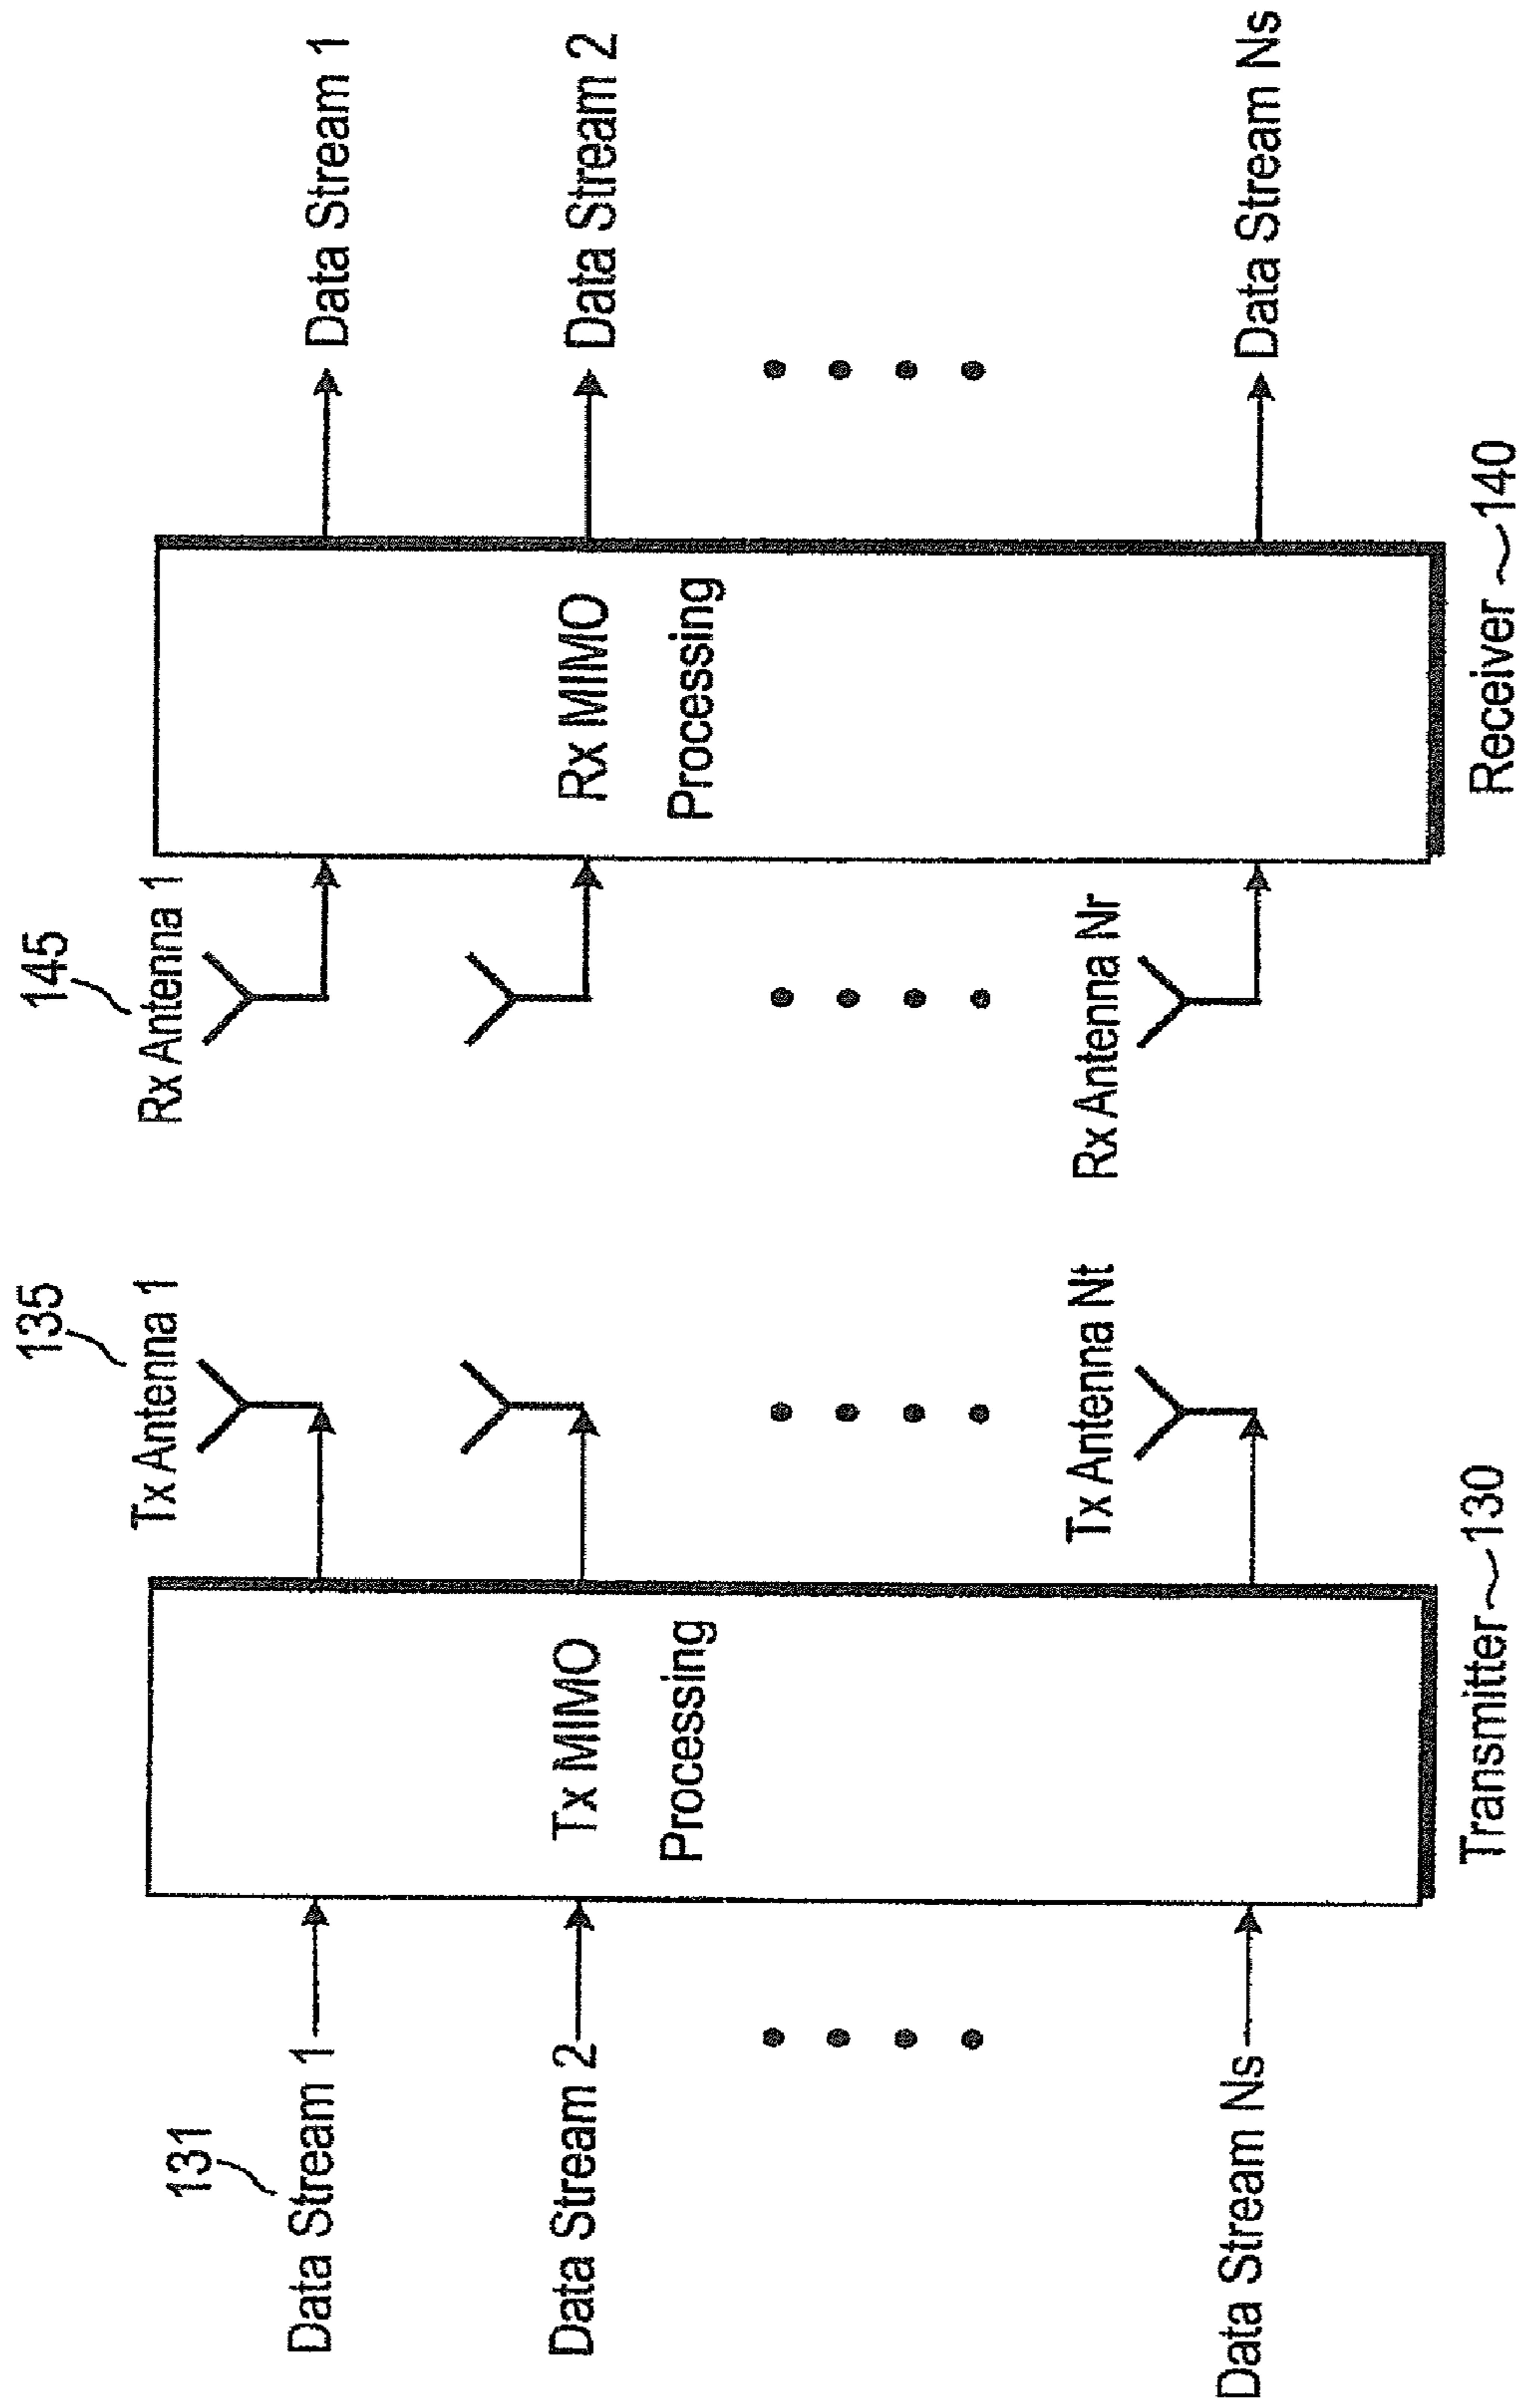 131
Data Stream 1
Data Stream 2
Data Stream Ns
Tx MIMO
Processing
Transmitter 130
135
Tx Antenna 1
Tx Antenna Nt
145
Rx Antenna 1
Rx Antenna Nr
Rx MIMO
Processing
Receiver 140
Data Stream 1
Data Stream 2
Data Stream Ns